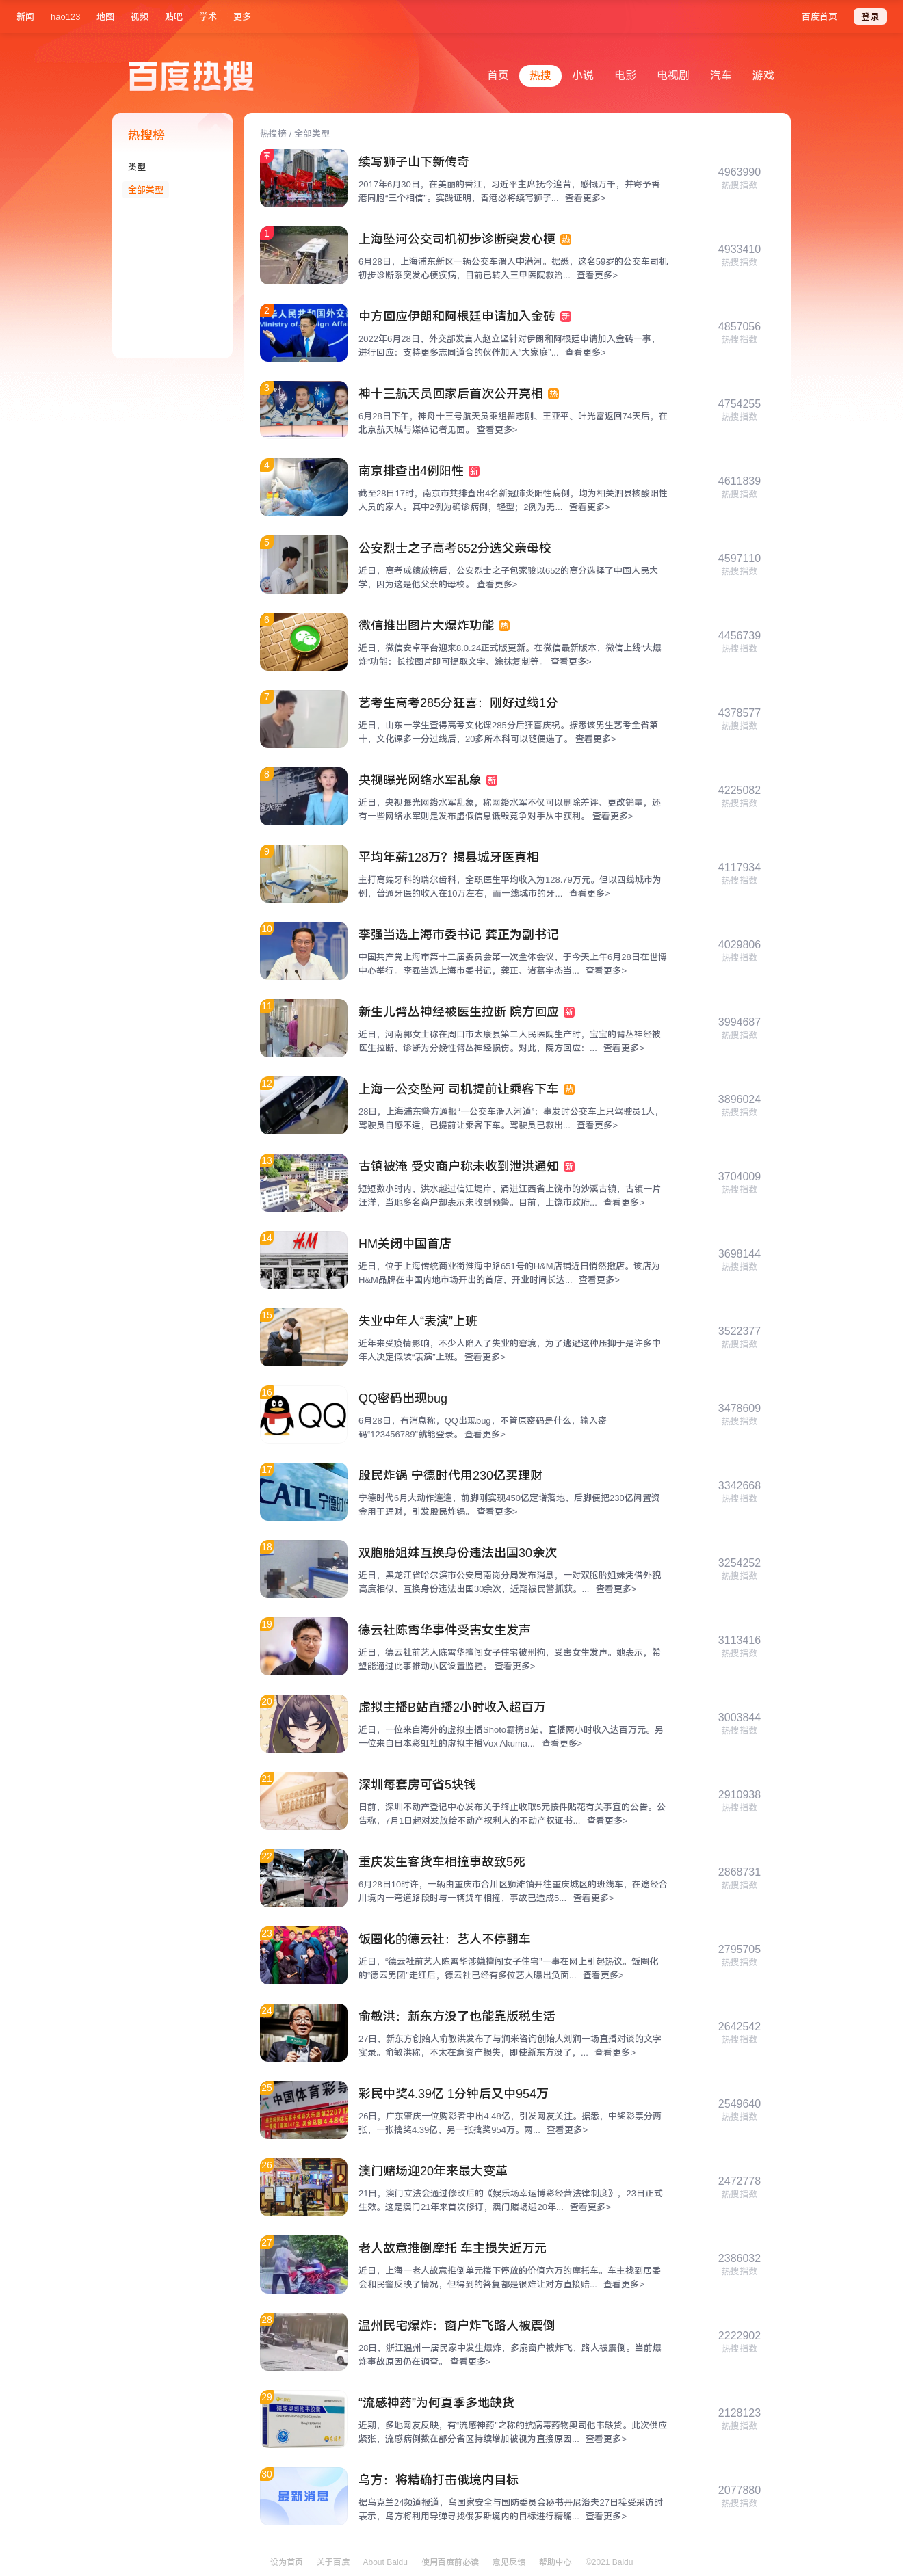 新闻 hao123 地图 视频 贴吧 学术 更多 百度首页 登录
百度热搜
首页 热搜 小说 电影 电视剧 汽车 游戏
热搜榜
类型
全部类型
热搜榜 / 全部类型
续写狮子山下新传奇
2017年6月30日，在美丽的香江，习近平主席抚今追昔，感慨万千，并寄予香
港同胞“三个相信”。实践证明，香港必将续写狮子... 查看更多>
4963990
热搜指数
1
上海坠河公交司机初步诊断突发心梗 热
6月28日，上海浦东新区一辆公交车滑入中港河。据悉，这名59岁的公交车司机
初步诊断系突发心梗疾病，目前已转入三甲医院救治... 查看更多>
4933410
热搜指数
2
中方回应伊朗和阿根廷申请加入金砖 新
2022年6月28日，外交部发言人赵立坚针对伊朗和阿根廷申请加入金砖一事，
进行回应：支持更多志同道合的伙伴加入“大家庭”... 查看更多>
4857056
热搜指数
3
神十三航天员回家后首次公开亮相 热
6月28日下午，神舟十三号航天员乘组翟志刚、王亚平、叶光富返回74天后，在
北京航天城与媒体记者见面。 查看更多>
4754255
热搜指数
4
南京排查出4例阳性 新
截至28日17时，南京市共排查出4名新冠肺炎阳性病例，均为相关泗县核酸阳性
人员的家人。其中2例为确诊病例，轻型；2例为无... 查看更多>
4611839
热搜指数
5
公安烈士之子高考652分选父亲母校
近日，高考成绩放榜后，公安烈士之子包家骏以652的高分选择了中国人民大
学，因为这是他父亲的母校。 查看更多>
4597110
热搜指数
6
微信推出图片大爆炸功能 热
近日，微信安卓平台迎来8.0.24正式版更新。在微信最新版本，微信上线“大爆
炸”功能：长按图片即可提取文字、涂抹复制等。 查看更多>
4456739
热搜指数
7
艺考生高考285分狂喜：刚好过线1分
近日，山东一学生查得高考文化课285分后狂喜庆祝。据悉该男生艺考全省第
十，文化课多一分过线后，20多所本科可以随便选了。 查看更多>
4378577
热搜指数
8
央视曝光网络水军乱象 新
近日，央视曝光网络水军乱象，称网络水军不仅可以删除差评、更改销量，还
有一些网络水军则是发布虚假信息诋毁竞争对手从中获利。 查看更多>
4225082
热搜指数
9
平均年薪128万？揭县城牙医真相
主打高端牙科的瑞尔齿科，全职医生平均收入为128.79万元。但以四线城市为
例，普通牙医的收入在10万左右，而一线城市的牙... 查看更多>
4117934
热搜指数
10
李强当选上海市委书记 龚正为副书记
中国共产党上海市第十二届委员会第一次全体会议，于今天上午6月28日在世博
中心举行。李强当选上海市委书记，龚正、诸葛宇杰当... 查看更多>
4029806
热搜指数
11
新生儿臂丛神经被医生拉断 院方回应 新
近日，河南郭女士称在周口市太康县第二人民医院生产时，宝宝的臂丛神经被
医生拉断，诊断为分娩性臂丛神经损伤。对此，院方回应：... 查看更多>
3994687
热搜指数
12
上海一公交坠河 司机提前让乘客下车 热
28日，上海浦东警方通报“一公交车滑入河道”：事发时公交车上只驾驶员1人，
驾驶员自感不适，已提前让乘客下车。驾驶员已救出... 查看更多>
3896024
热搜指数
13
古镇被淹 受灾商户称未收到泄洪通知 新
短短数小时内，洪水越过信江堤岸，涌进江西省上饶市的沙溪古镇，古镇一片
汪洋，当地多名商户却表示未收到预警。目前，上饶市政府... 查看更多>
3704009
热搜指数
14
HM关闭中国首店
近日，位于上海传统商业街淮海中路651号的H&M店铺近日悄然撤店。该店为
H&M品牌在中国内地市场开出的首店，开业时间长达... 查看更多>
3698144
热搜指数
15
失业中年人“表演”上班
近年来受疫情影响，不少人陷入了失业的窘境，为了逃避这种压抑于是许多中
年人决定假装“表演”上班。 查看更多>
3522377
热搜指数
16
QQ密码出现bug
6月28日，有消息称，QQ出现bug，不管原密码是什么，输入密
码“123456789”就能登录。 查看更多>
3478609
热搜指数
17
股民炸锅 宁德时代用230亿买理财
宁德时代6月大动作连连，前脚刚实现450亿定增落地，后脚便把230亿闲置资
金用于理财，引发股民炸锅。 查看更多>
3342668
热搜指数
18
双胞胎姐妹互换身份违法出国30余次
近日，黑龙江省哈尔滨市公安局南岗分局发布消息，一对双胞胎姐妹凭借外貌
高度相似，互换身份违法出国30余次，近期被民警抓获。... 查看更多>
3254252
热搜指数
19
德云社陈霄华事件受害女生发声
近日，德云社前艺人陈霄华擅闯女子住宅被刑拘，受害女生发声。她表示，希
望能通过此事推动小区设置监控。 查看更多>
3113416
热搜指数
20
虚拟主播B站直播2小时收入超百万
近日，一位来自海外的虚拟主播Shoto霸榜B站，直播两小时收入达百万元。另
一位来自日本彩虹社的虚拟主播Vox Akuma... 查看更多>
3003844
热搜指数
21
深圳每套房可省5块钱
日前，深圳不动产登记中心发布关于终止收取5元按件贴花有关事宜的公告。公
告称，7月1日起对发放给不动产权利人的不动产权证书... 查看更多>
2910938
热搜指数
22
重庆发生客货车相撞事故致5死
6月28日10时许，一辆由重庆市合川区狮滩镇开往重庆城区的班线车，在途经合
川境内一弯道路段时与一辆货车相撞，事故已造成5... 查看更多>
2868731
热搜指数
23
饭圈化的德云社：艺人不停翻车
近日，“德云社前艺人陈霄华涉嫌擅闯女子住宅”一事在网上引起热议。饭圈化
的“德云男团”走红后，德云社已经有多位艺人曝出负面... 查看更多>
2795705
热搜指数
24
俞敏洪：新东方没了也能靠版税生活
27日，新东方创始人俞敏洪发布了与润米咨询创始人刘润一场直播对谈的文字
实录。俞敏洪称，不太在意资产损失，即使新东方没了，... 查看更多>
2642542
热搜指数
25
彩民中奖4.39亿 1分钟后又中954万
26日，广东肇庆一位购彩者中出4.48亿，引发网友关注。据悉，中奖彩票分两
张，一张擒奖4.39亿，另一张擒奖954万。两... 查看更多>
2549640
热搜指数
26
澳门赌场迎20年来最大变革
21日，澳门立法会通过修改后的《娱乐场幸运博彩经营法律制度》，23日正式
生效。这是澳门21年来首次修订，澳门赌场迎20年... 查看更多>
2472778
热搜指数
27
老人故意推倒摩托 车主损失近万元
近日，上海一老人故意推倒单元楼下停放的价值六万的摩托车。车主找到居委
会和民警反映了情况，但得到的答复都是很难让对方直接赔... 查看更多>
2386032
热搜指数
28
温州民宅爆炸：窗户炸飞路人被震倒
28日，浙江温州一居民家中发生爆炸，多扇窗户被炸飞，路人被震倒。当前爆
炸事故原因仍在调查。 查看更多>
2222902
热搜指数
29
“流感神药”为何夏季多地缺货
近期，多地网友反映，有“流感神药”之称的抗病毒药物奥司他韦缺货。此次供应
紧张，流感病例数在部分省区持续增加被视为直接原因... 查看更多>
2128123
热搜指数
30
最新消息
乌方：将精确打击俄境内目标
据乌克兰24频道报道，乌国家安全与国防委员会秘书丹尼洛夫27日接受采访时
表示，乌方将利用导弹寻找俄罗斯境内的目标进行精确... 查看更多>
2077880
热搜指数
设为首页 关于百度 About Baidu 使用百度前必读 意见反馈 帮助中心 ©2021 Baidu